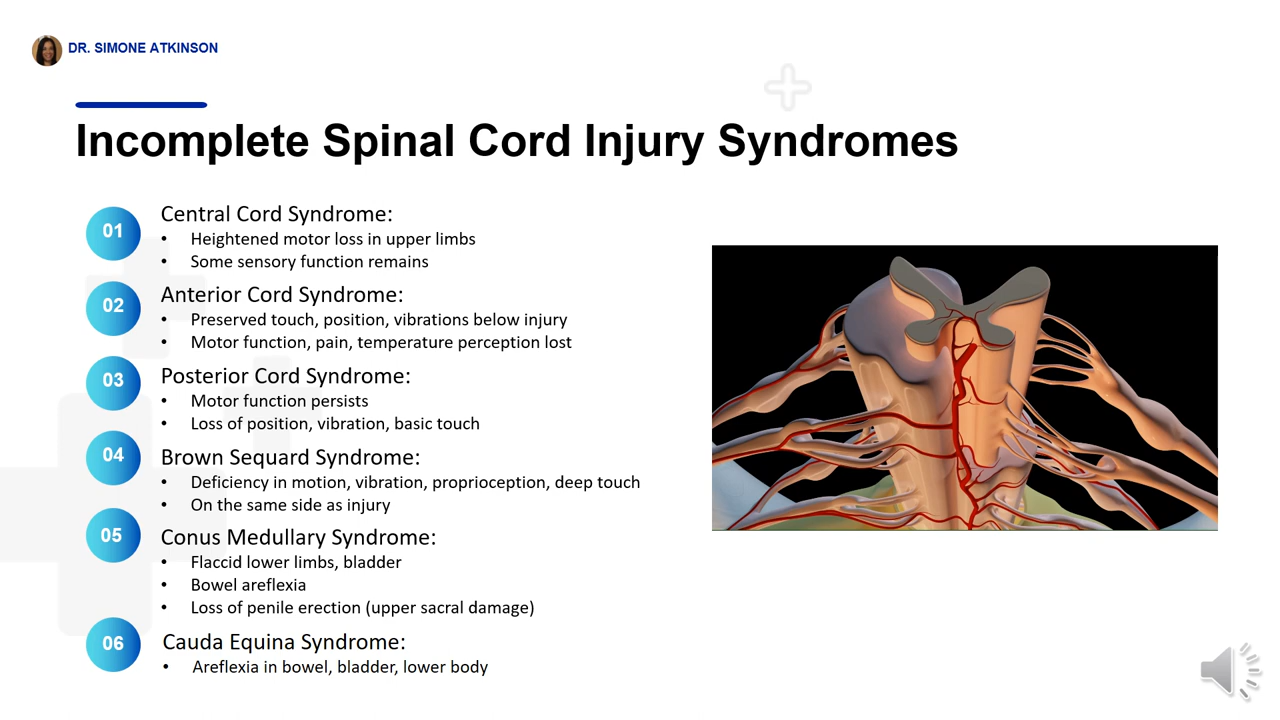 DR. SIMONE ATKINSON
Incomplete Spinal Cord Injury Syndromes
01
Central Cord Syndrome:
• Heightened motor loss in upper limbs
• Some sensory function remains
02
Anterior Cord Syndrome:
• Preserved touch, position, vibrations below injury
• Motor function, pain, temperature perception lost
03
Posterior Cord Syndrome:
• Motor function persists
• Loss of position, vibration, basic touch
04
Brown Sequard Syndrome:
• Deficiency in motion, vibration, proprioception, deep touch
• On the same side as injury
05
Conus Medullary Syndrome:
• Flaccid lower limbs, bladder
• Bowel areflexia
• Loss of penile erection (upper sacral damage)
06
Cauda Equina Syndrome:
• Areflexia in bowel, bladder, lower body